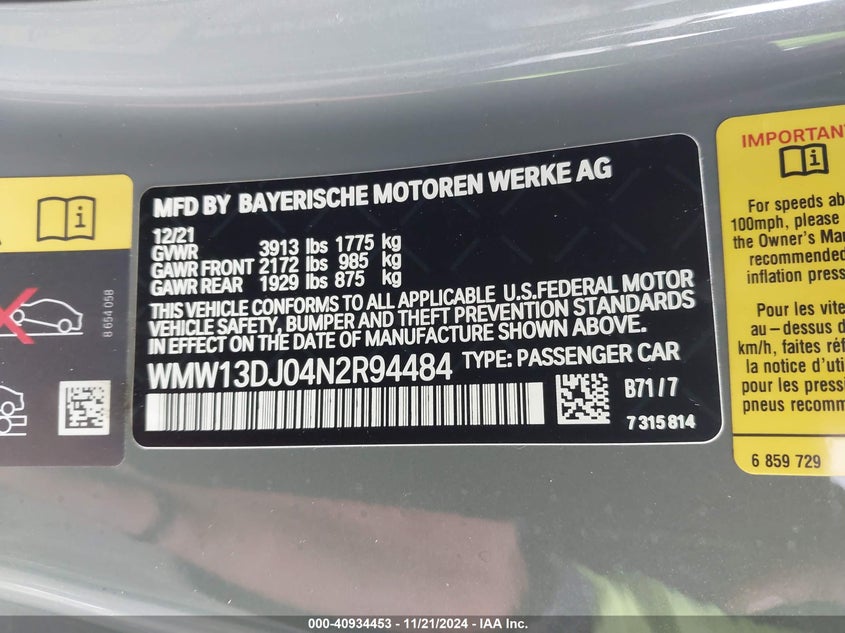 MFD BY BAYERISCHE MOTOREN WERKE AG
12/21
GVWR 3913 lbs 1775 kg
GAWR FRONT 2172 lbs 985 kg
GAWR REAR 1929 lbs 875 kg
THIS VEHICLE CONFORMS TO ALL APPLICABLE U.S.FEDERAL MOTOR
VEHICLE SAFETY, BUMPER AND THEFT PREVENTION STANDARDS
IN EFFECT ON THE DATE OF MANUFACTURE SHOWN ABOVE.
WMW13DJ04N2R94484 TYPE: PASSENGER CAR
B71/7
7 315 814
8 654 058
IMPORTANT
For speeds ab
100mph, please
the Owner's Man
recommended
inflation press
Pour les vite
au-dessus d
km/h, faites réf
la notice d'uti
pour les pressi
pneus recomm
6 859 729
000-40934453 - 11/21/2024 - IAA Inc.